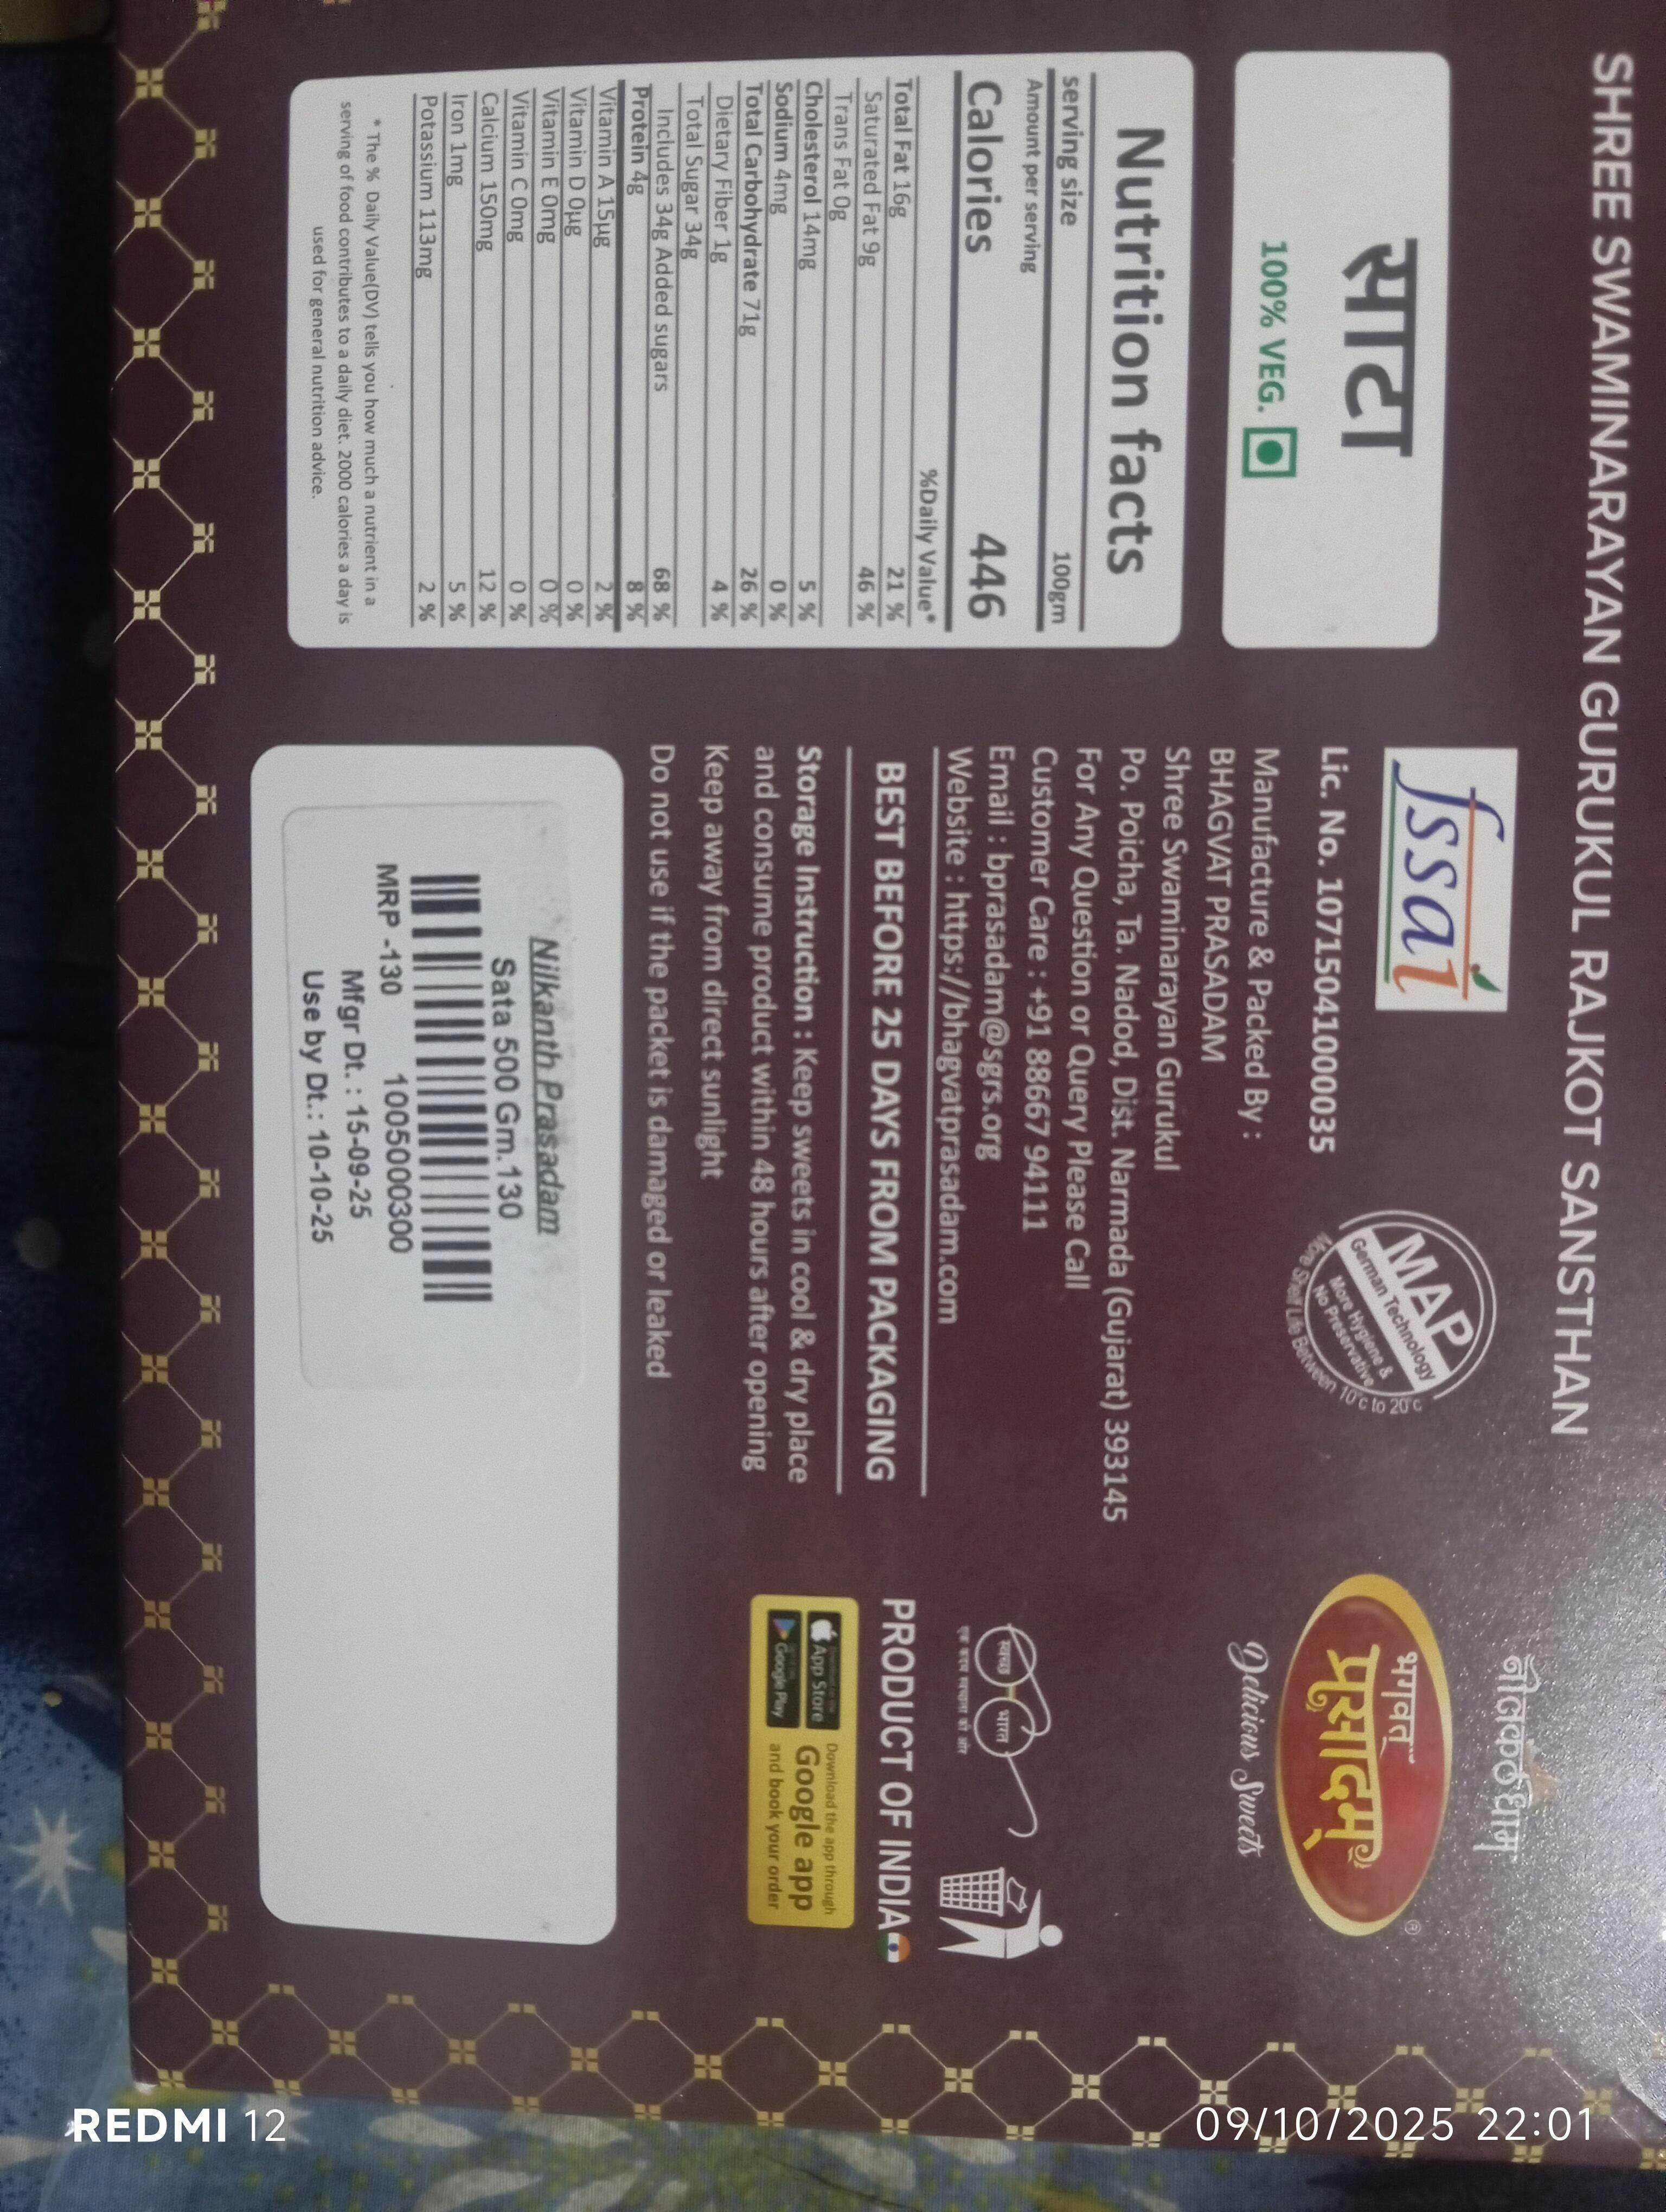 SHREE SWAMINARAYAN GURUKUL RAJKOT SANSTHAN
साटा
100% VEG.
Nutrition facts
serving size 100gm
Amount per serving
Calories 446
%Daily Value*
Total Fat 16g 21 %
Saturated Fat 9g 46 %
Trans Fat 0g
Cholesterol 14mg 5 %
Sodium 4mg 0 %
Total Carbohydrate 71g 26 %
Dietary Fiber 1g 4 %
Total Sugar 34g
Includes 34g Added sugars 68 %
Protein 4g 8 %
Vitamin A 15µg 2 %
Vitamin D 0µg 0 %
Vitamin E 0mg 0 %
Vitamin C 0mg 0 %
Calcium 150mg 12 %
Iron 1mg 5 %
Potassium 113mg 2 %
* The % Daily Value(DV) tells you how much a nutrient in a
serving of food contributes to a daily diet. 2000 calories a day is
used for general nutrition advice.
fssai
Lic. No. 10715041000035
MAP
German Technology
More Hygiene &
No Preservative
More Shelf Life Between 10°c to 20°c
Manufacture & Packed By :
BHAGVAT PRASADAM
Shree Swaminarayan Gurukul
Po. Poicha, Ta. Nadod, Dist. Narmada (Gujarat) 393145
For Any Question or Query Please Call
Customer Care : +91 88667 94111
Email : bprasadam@sgrs.org
Website : https://bhagvatprasadam.com
BEST BEFORE 25 DAYS FROM PACKAGING
Storage Instruction : Keep sweets in cool & dry place
and consume product within 48 hours after opening
Keep away from direct sunlight
Do not use if the packet is damaged or leaked
Nilkanth Prasadam
Sata 500 Gm.130
MRP -130 1005000300
Mfgr Dt. : 15-09-25
Use by Dt.: 10-10-25
नीलकंठधाम
भगवत्
प्रसादम्
®
Delicious Sweets
स्वच्छ भारत
एक कदम स्वच्छता की ओर
PRODUCT OF INDIA
App Store
Google Play
Download the app through
Google app
and book your order
REDMI 12
09/10/2025 22:01